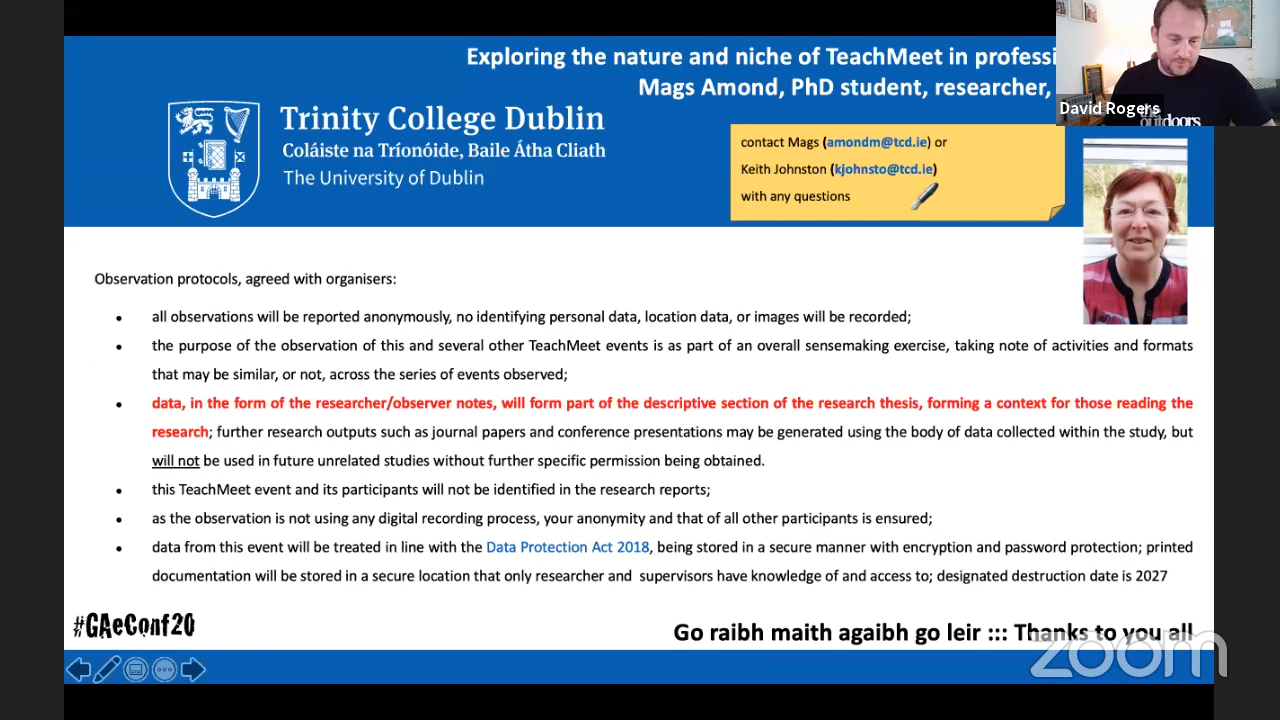 Exploring the nature and niche of TeachMeet in professi
Mags Amond, PhD student, researcher,
David Rogers
the outdoors
Trinity College Dublin
Coláiste na Tríonóide, Baile Átha Cliath
The University of Dublin
contact Mags (amondm@tcd.ie) or
Keith Johnston (kjohnsto@tcd.ie)
with any questions
Observation protocols, agreed with organisers:
• all observations will be reported anonymously, no identifying personal data, location data, or images will be recorded;
• the purpose of the observation of this and several other TeachMeet events is as part of an overall sensemaking exercise, taking note of activities and formats
that may be similar, or not, across the series of events observed;
• data, in the form of the researcher/observer notes, will form part of the descriptive section of the research thesis, forming a context for those reading the
research; further research outputs such as journal papers and conference presentations may be generated using the body of data collected within the study, but
will not be used in future unrelated studies without further specific permission being obtained.
• this TeachMeet event and its participants will not be identified in the research reports;
• as the observation is not using any digital recording process, your anonymity and that of all other participants is ensured;
• data from this event will be treated in line with the Data Protection Act 2018, being stored in a secure manner with encryption and password protection; printed
documentation will be stored in a secure location that only researcher and supervisors have knowledge of and access to; designated destruction date is 2027
#GAeConf20
Go raibh maith agaibh go leir ::: Thanks to you all
zoom